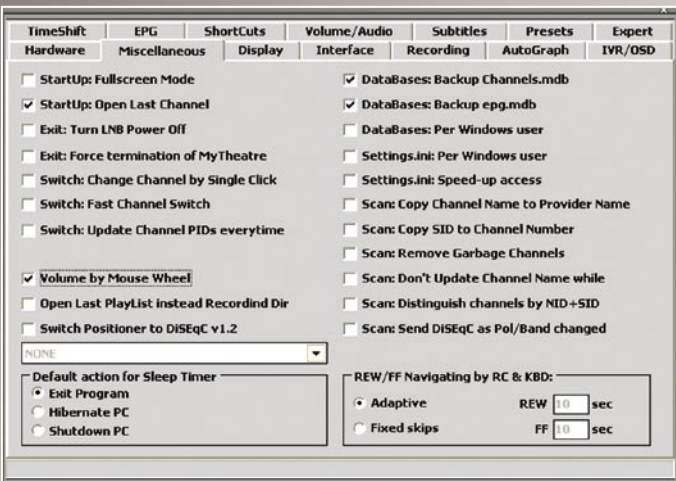 TimeShift EPG ShortCuts Volume/Audio Subtitles Presets Expert
Hardware Miscellaneous Display Interface Recording AutoGraph IVR/OSD
StartUp: Fullscreen Mode
StartUp: Open Last Channel
Exit: Turn LNB Power Off
Exit: Force termination of MyTheatre
Switch: Change Channel by Single Click
Switch: Fast Channel Switch
Switch: Update Channel PIDs everytime
Volume by Mouse Wheel
Open Last PlayList instead Recordind Dir
Switch Positioner to DiSEqC v1.2
NONE
DataBases: Backup Channels.mdb
DataBases: Backup epg.mdb
DataBases: Per Windows user
Settings.ini: Per Windows user
Settings.ini: Speed-up access
Scan: Copy Channel Name to Provider Name
Scan: Copy SID to Channel Number
Scan: Remove Garbage Channels
Scan: Don't Update Channel Name while
Scan: Distinguish channels by NID+SID
Scan: Send DiSEqC as Pol/Band changed
Default action for Sleep Timer
Exit Program
Hibernate PC
Shutdown PC
REW/FF Navigating by RC & KBD:
Adaptive REW 10 sec
Fixed skips FF 10 sec